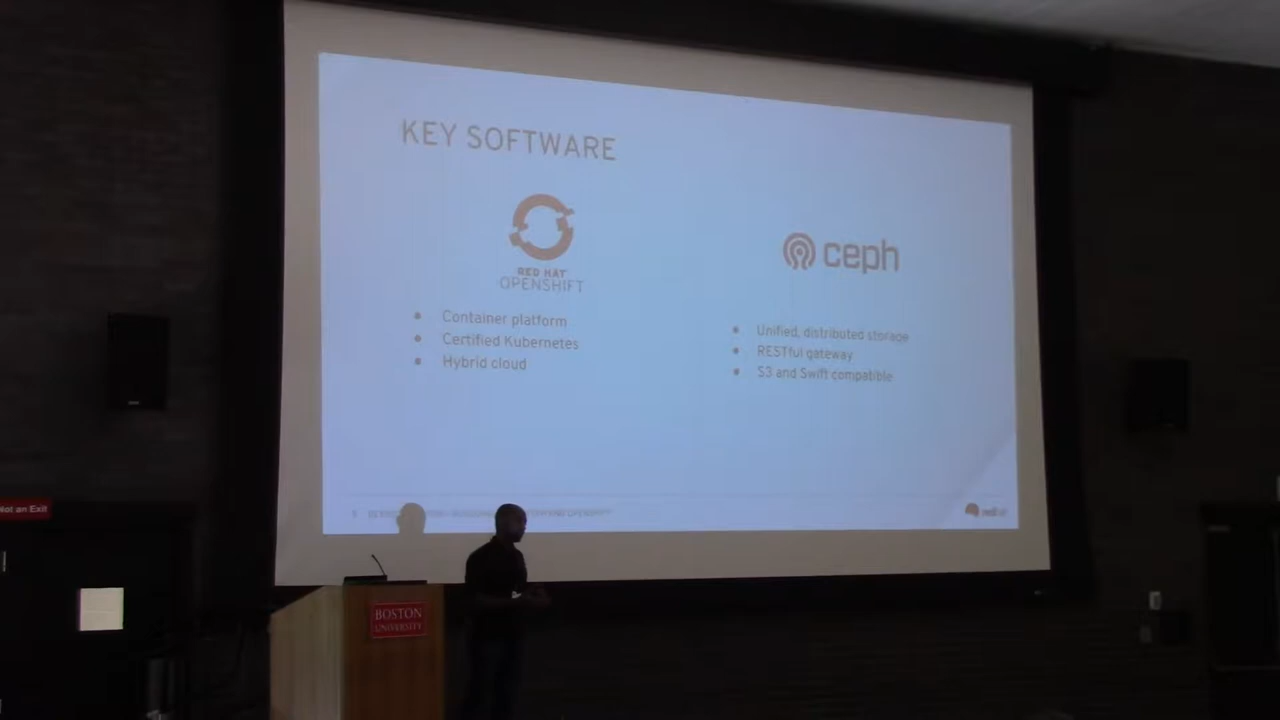 KEY SOFTWARE
RED HAT
OPENSHIFT
Container platform
Certified Kubernetes
Hybrid cloud
ceph
Unified, distributed storage
RESTful gateway
S3 and Swift compatible
redhat
Not an Exit
BOSTON
UNIVERSITY